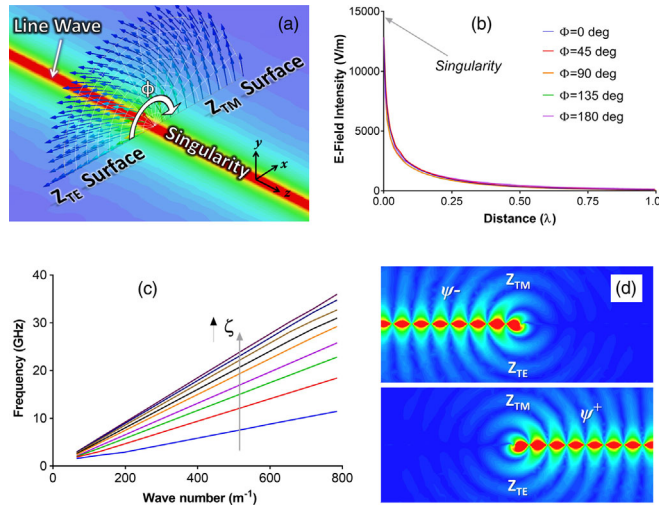 (a)
Line Wave
Φ
Z_TM Surface
Z_TE Surface
Singularity
y
x
z
(b)
E-Field Intensity (V/m)
15000
10000
5000
0
Singularity
Φ=0 deg
Φ=45 deg
Φ=90 deg
Φ=135 deg
Φ=180 deg
0.00
0.25
0.50
0.75
1.0
Distance (λ)
(c)
Frequency (GHz)
40
30
20
10
0
ζ
0
200
400
600
800
Wave number (m⁻¹)
(d)
ψ-
Z_TM
Z_TE
Z_TM
ψ⁺
Z_TE